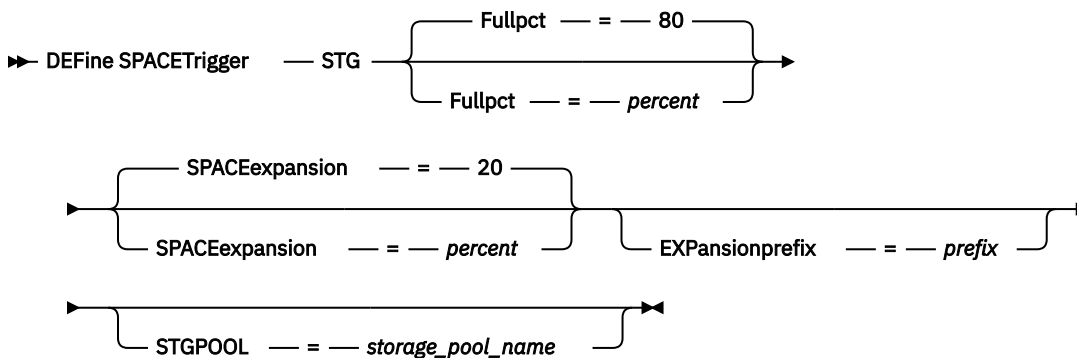 Fullpct = 80
DEFine SPACETrigger STG
Fullpct = percent
SPACEexpansion = 20
SPACEexpansion = percent EXPansionprefix = prefix
STGPOOL = storage_pool_name